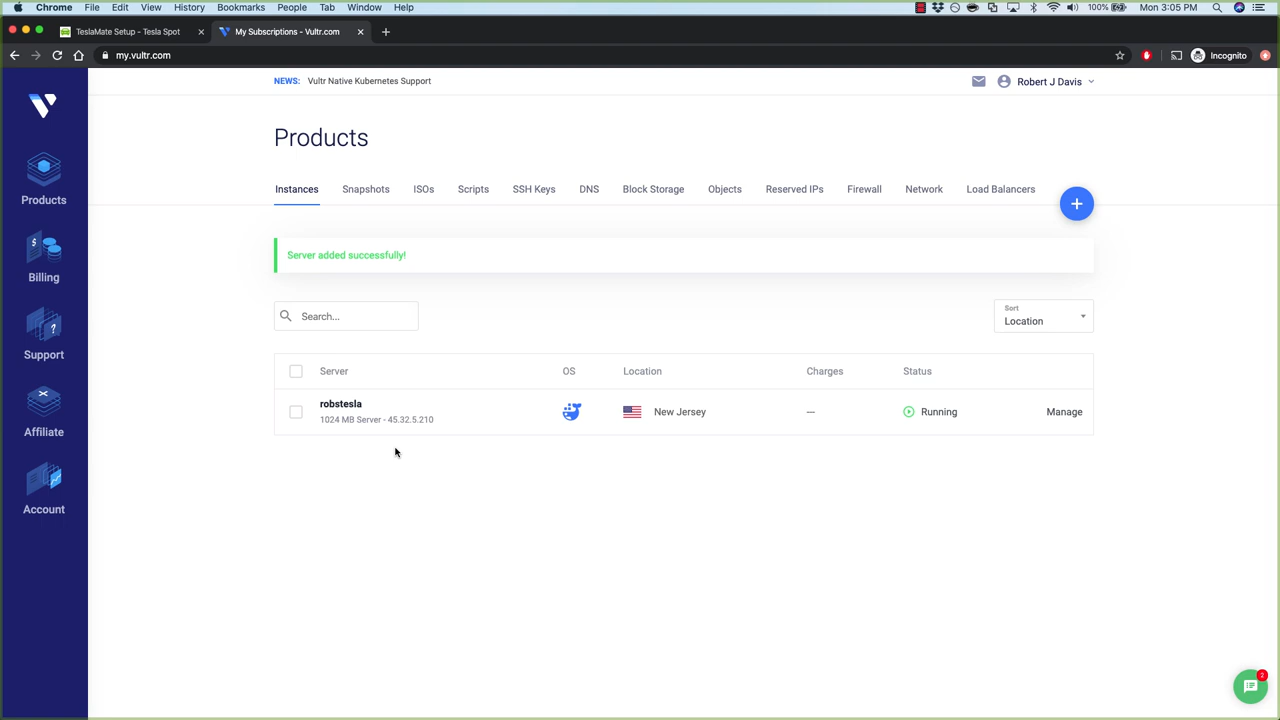 Chrome File Edit View History Bookmarks People Tab Window Help 100% Mon 3:05 PM
TeslaMate Setup - Tesla Spot My Subscriptions - Vultr.com
my.vultr.com Incognito
NEWS: Vultr Native Kubernetes Support Robert J Davis
Products
Instances Snapshots ISOs Scripts SSH Keys DNS Block Storage Objects Reserved IPs Firewall Network Load Balancers
Products
$
Billing
Server added successfully!
?
Support
Search...
Sort
Location
Server OS Location Charges Status
robstesla
1024 MB Server - 45.32.5.210
New Jersey — Running Manage
Affiliate
Account
2